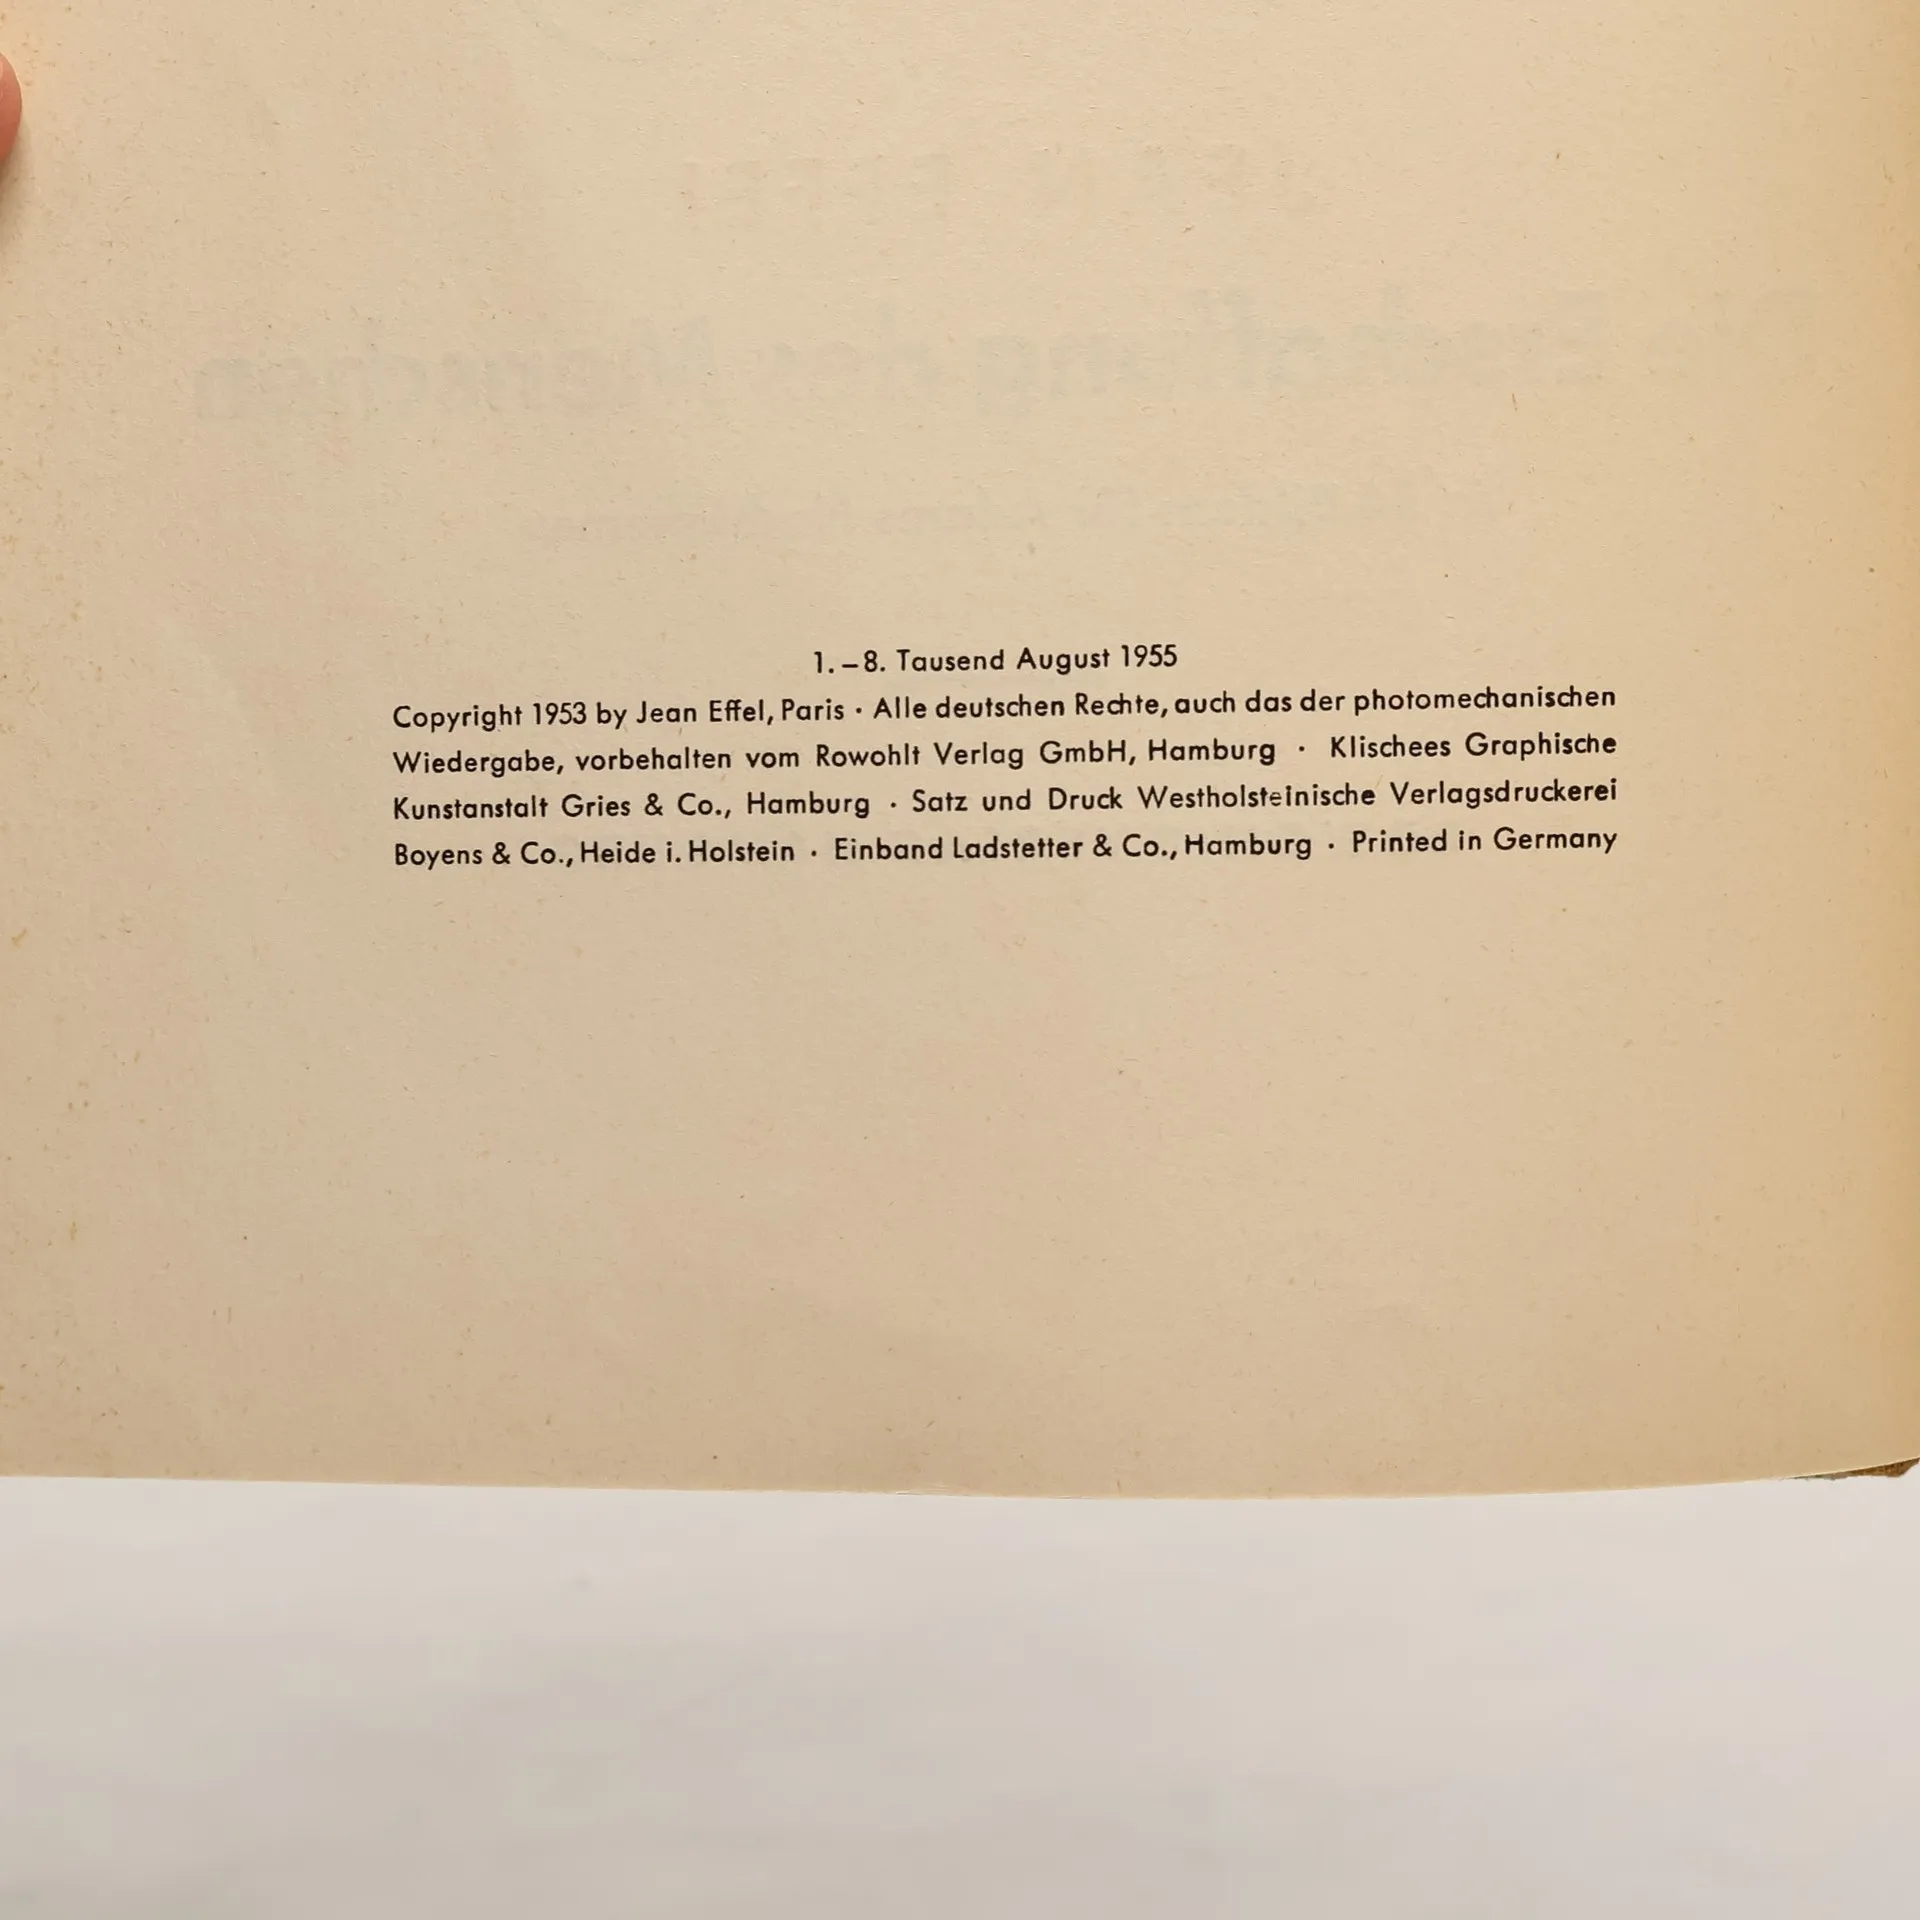 1.–8. Tausend August 1955
Copyright 1953 by Jean Effel, Paris · Alle deutschen Rechte, auch das der photomechanischen
Wiedergabe, vorbehalten vom Rowohlt Verlag GmbH, Hamburg · Klischees Graphische
Kunstanstalt Gries & Co., Hamburg · Satz und Druck Westholsteinische Verlagsdruckerei
Boyens & Co., Heide i. Holstein · Einband Ladstetter & Co., Hamburg · Printed in Germany